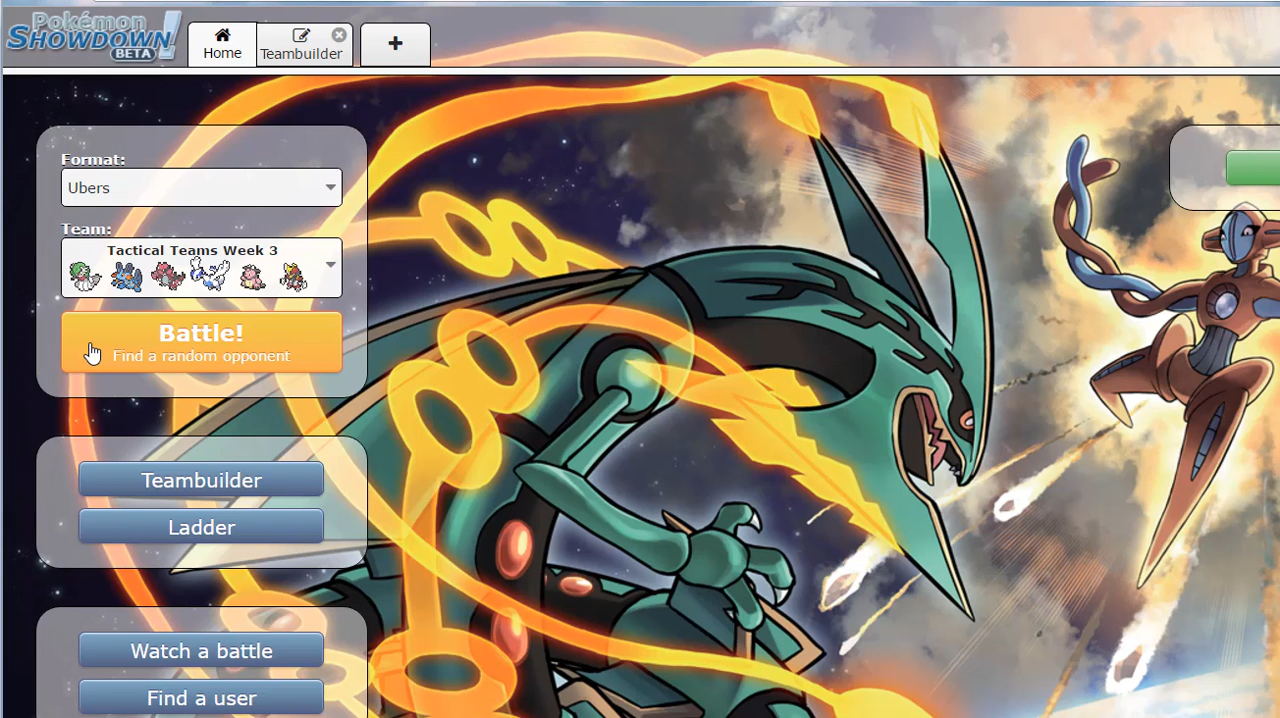 Pokémon
SHOWDOWN!
BETA
Home
Teambuilder
+
Format:
Ubers
Team:
Tactical Teams Week 3
Battle!
Find a random opponent
Teambuilder
Ladder
Watch a battle
Find a user